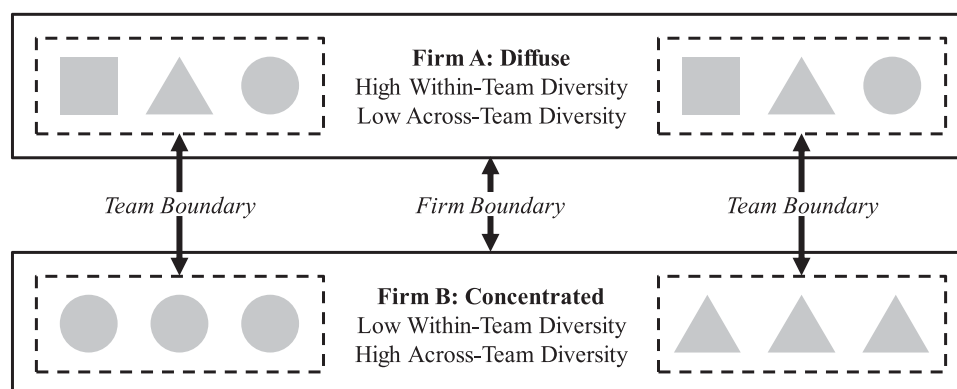 Firm A: Diffuse
High Within-Team Diversity
Low Across-Team Diversity
Team Boundary
Firm Boundary
Team Boundary
Firm B: Concentrated
Low Within-Team Diversity
High Across-Team Diversity